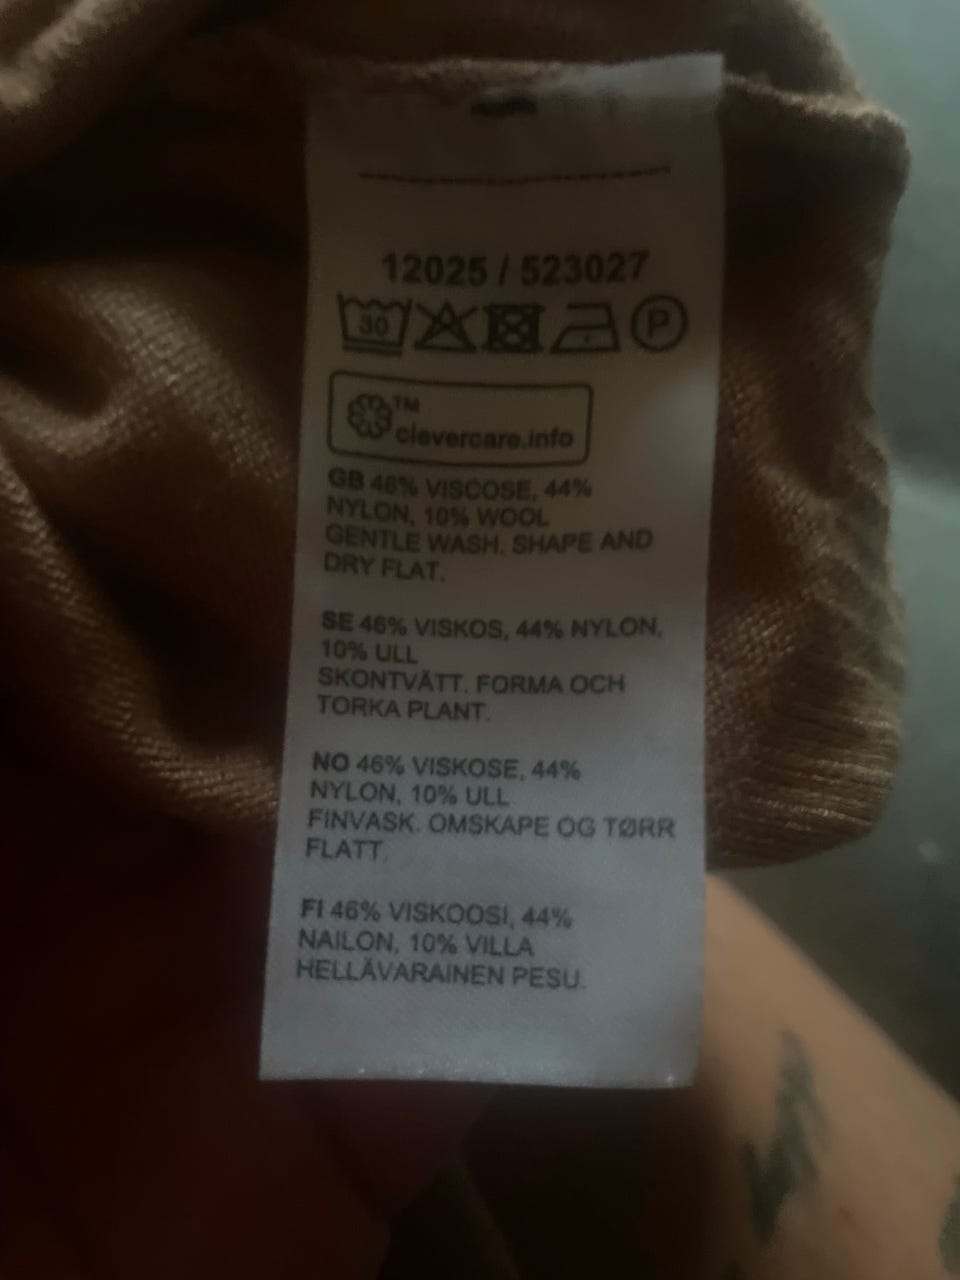 12025 / 523027
30
P
TM
clevercare.info
GB 46% VISCOSE, 44%
NYLON, 10% WOOL
GENTLE WASH. SHAPE AND
DRY FLAT.
SE 46% VISKOS, 44% NYLON,
10% ULL
SKONTVÄTT. FORMA OCH
TORKA PLANT.
NO 46% VISKOSE, 44%
NYLON, 10% ULL
FINVASK. OMSKAPE OG TØRR
FLATT.
FI 46% VISKOOSI, 44%
NAILON, 10% VILLA
HELLÄVARAINEN PESU.